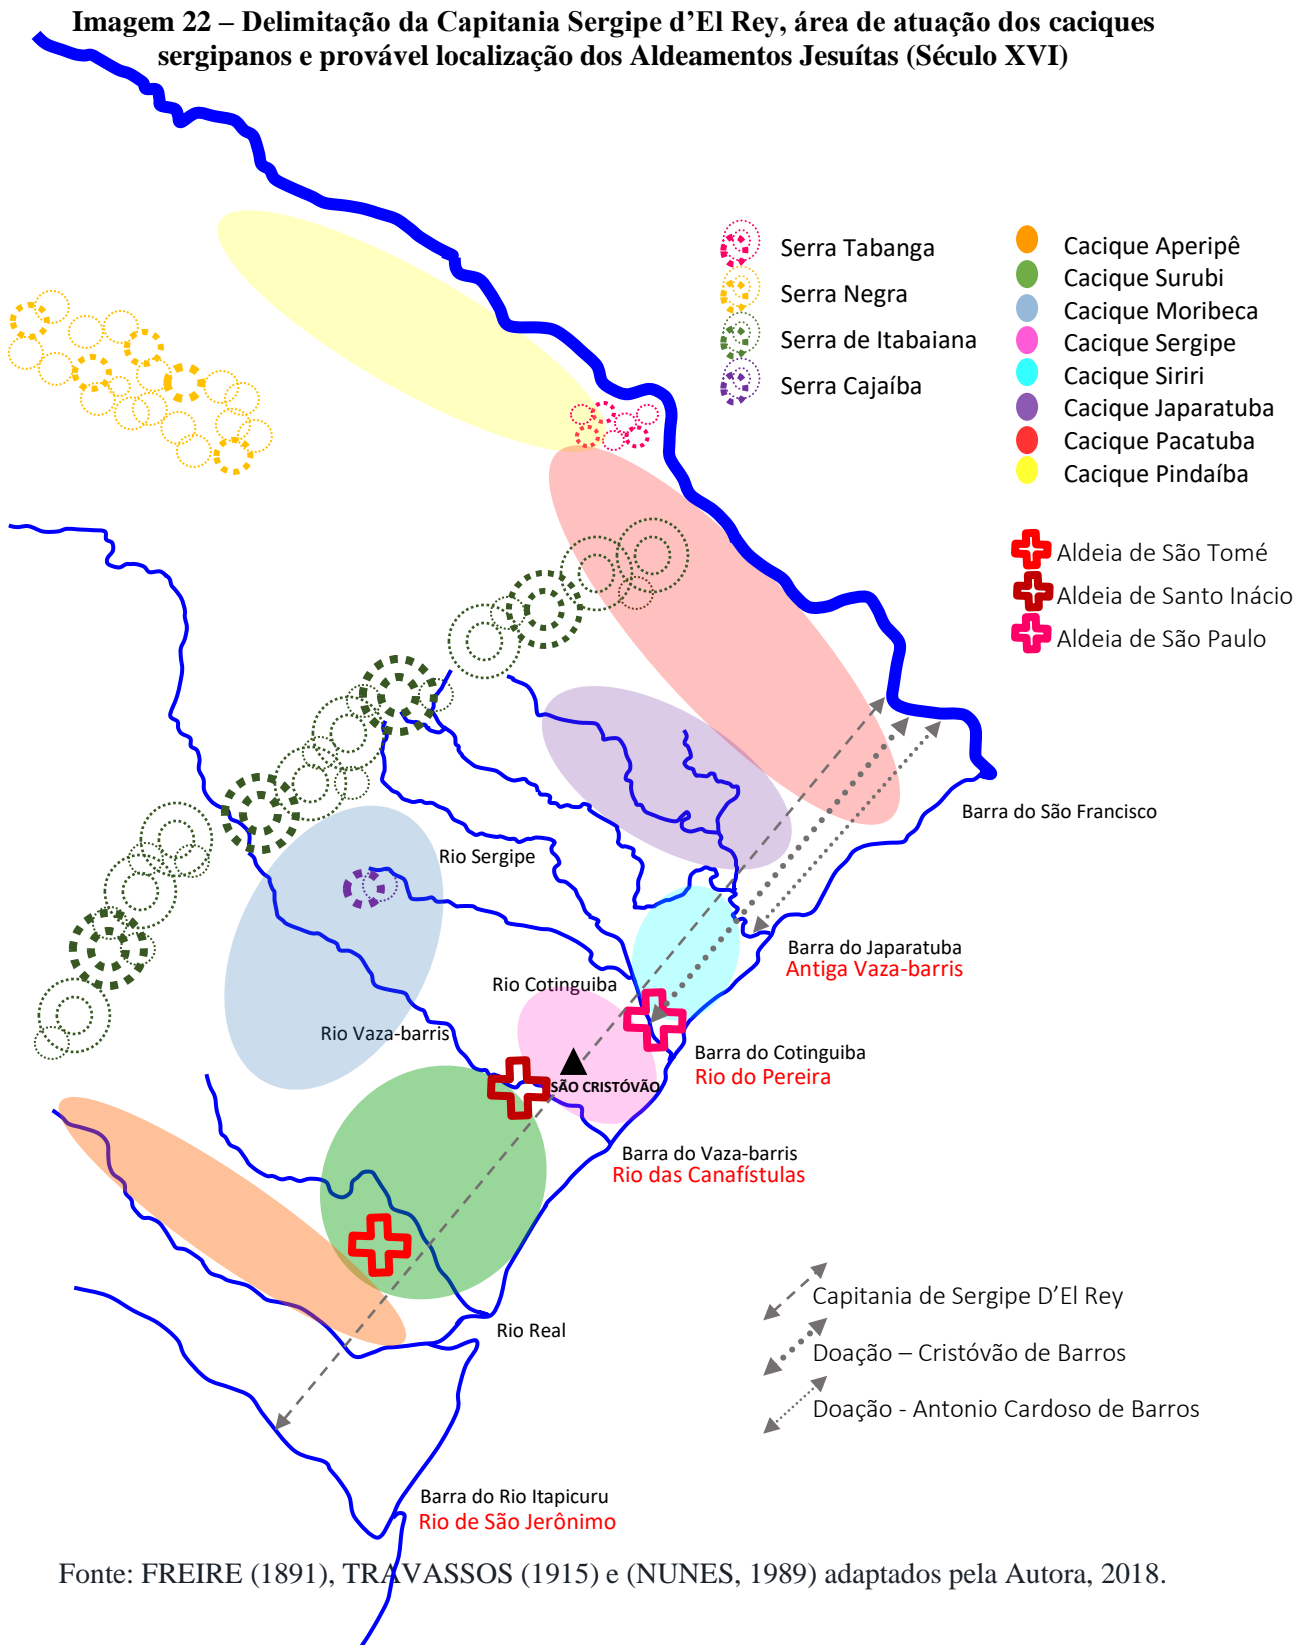 Imagem 22 – Delimitação da Capitania Sergipe d’El Rey, área de atuação dos caciques
sergipanos e provável localização dos Aldeamentos Jesuítas (Século XVI)
Serra Tabanga
Serra Negra
Serra de Itabaiana
Serra Cajaíba
Cacique Aperipê
Cacique Surubi
Cacique Moribeca
Cacique Sergipe
Cacique Siriri
Cacique Japaratuba
Cacique Pacatuba
Cacique Pindaíba
Aldeia de São Tomé
Aldeia de Santo Inácio
Aldeia de São Paulo
Barra do São Francisco
Rio Sergipe
Barra do Japaratuba
Antiga Vaza-barris
Rio Cotinguiba
Rio Vaza-barris
Barra do Cotinguiba
Rio do Pereira
SÃO CRISTÓVÃO
Barra do Vaza-barris
Rio das Canafístulas
Rio Real
Capitania de Sergipe D’El Rey
Doação – Cristóvão de Barros
Doação - Antonio Cardoso de Barros
Barra do Rio Itapicuru
Rio de São Jerônimo
Fonte: FREIRE (1891), TRAVASSOS (1915) e (NUNES, 1989) adaptados pela Autora, 2018.